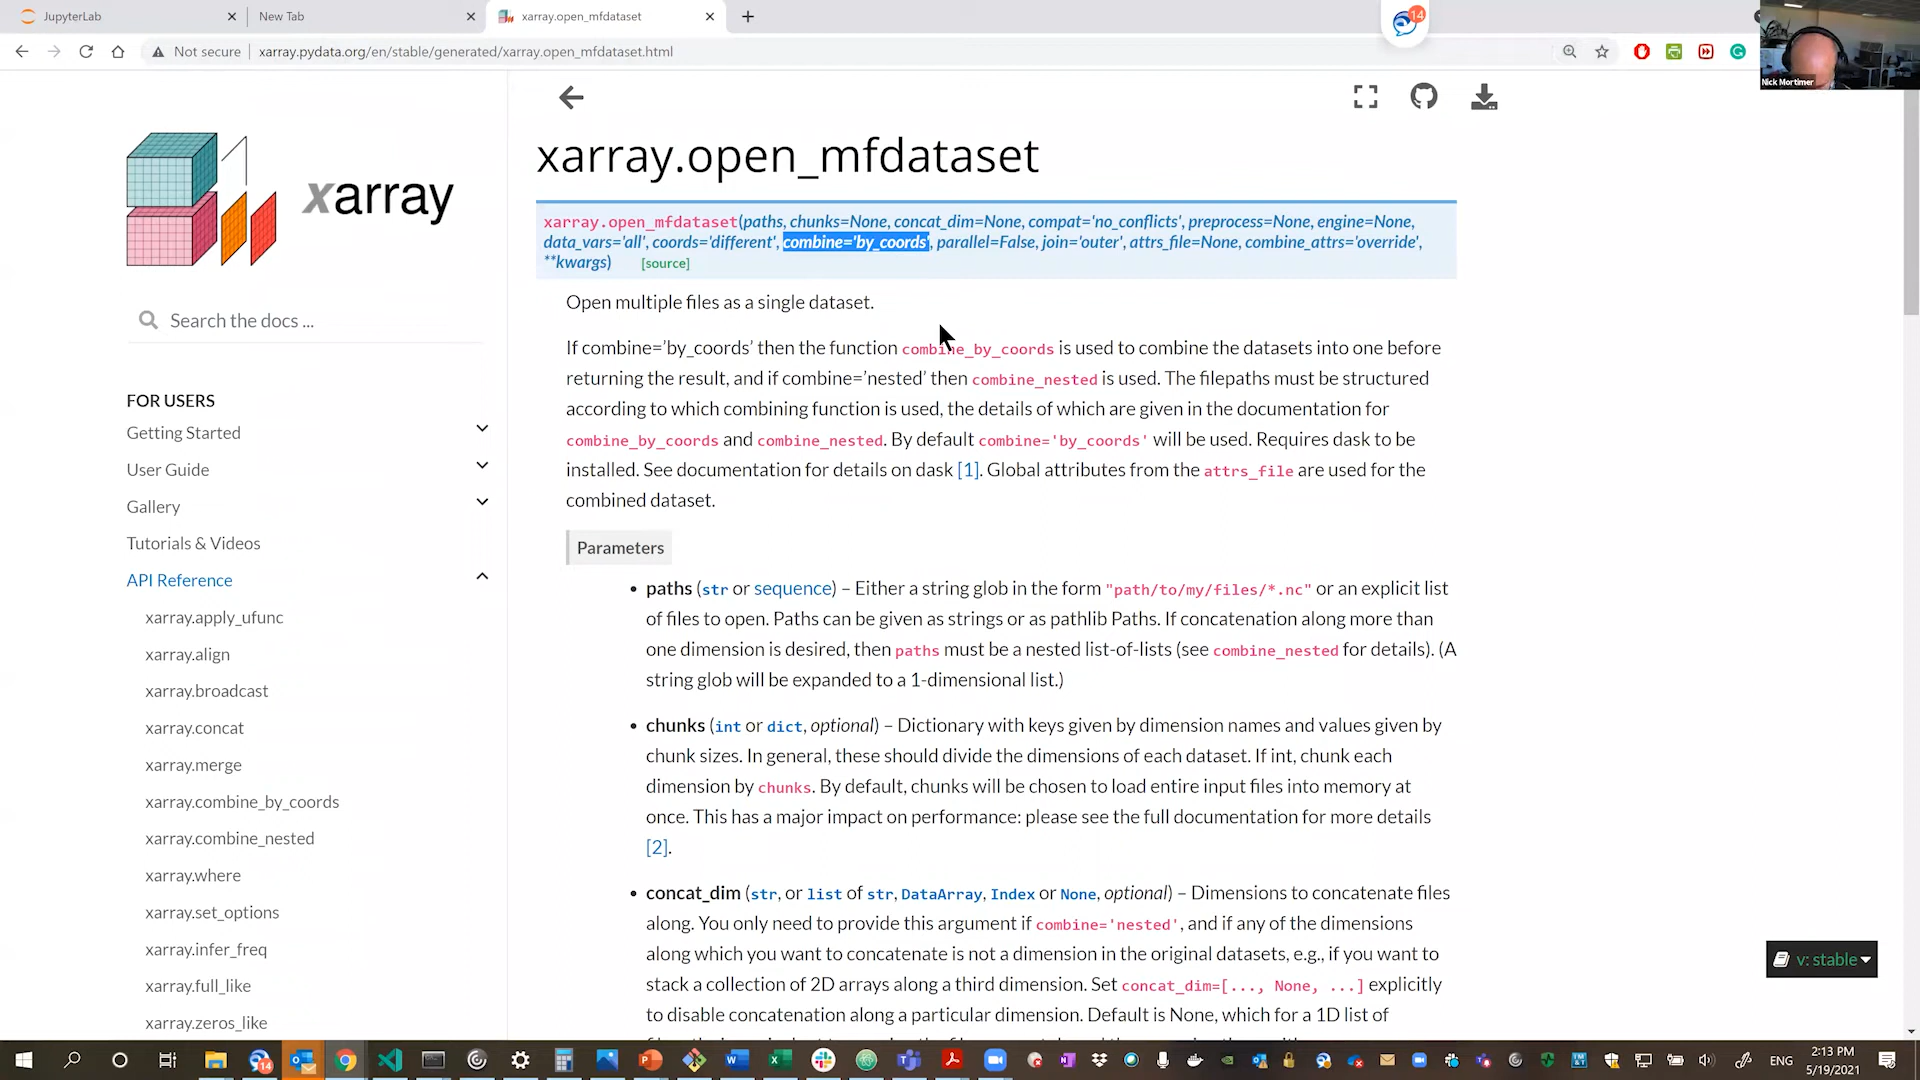 JupyterLab
New Tab
xarray.open_mfdataset
14
Not secure
xarray.pydata.org/en/stable/generated/xarray.open_mfdataset.html
Nick Mortimer
xarray
Search the docs ...
FOR USERS
Getting Started
User Guide
Gallery
Tutorials & Videos
API Reference
xarray.apply_ufunc
xarray.align
xarray.broadcast
xarray.concat
xarray.merge
xarray.combine_by_coords
xarray.combine_nested
xarray.where
xarray.set_options
xarray.infer_freq
xarray.full_like
xarray.zeros_like
xarray.open_mfdataset
xarray.open_mfdataset(paths, chunks=None, concat_dim=None, compat='no_conflicts', preprocess=None, engine=None,
data_vars='all', coords='different', combine='by_coords', parallel=False, join='outer', attrs_file=None, combine_attrs='override',
**kwargs) [source]
Open multiple files as a single dataset.
If combine=’by_coords’ then the function combine_by_coords is used to combine the datasets into one before
returning the result, and if combine=’nested’ then combine_nested is used. The filepaths must be structured
according to which combining function is used, the details of which are given in the documentation for
combine_by_coords and combine_nested. By default combine='by_coords' will be used. Requires dask to be
installed. See documentation for details on dask [1]. Global attributes from the attrs_file are used for the
combined dataset.
Parameters
• paths (str or sequence) – Either a string glob in the form "path/to/my/files/*.nc" or an explicit list
of files to open. Paths can be given as strings or as pathlib Paths. If concatenation along more than
one dimension is desired, then paths must be a nested list-of-lists (see combine_nested for details). (A
string glob will be expanded to a 1-dimensional list.)
• chunks (int or dict, optional) – Dictionary with keys given by dimension names and values given by
chunk sizes. In general, these should divide the dimensions of each dataset. If int, chunk each
dimension by chunks. By default, chunks will be chosen to load entire input files into memory at
once. This has a major impact on performance: please see the full documentation for more details
[2].
• concat_dim (str, or list of str, DataArray, Index or None, optional) – Dimensions to concatenate files
along. You only need to provide this argument if combine='nested', and if any of the dimensions
along which you want to concatenate is not a dimension in the original datasets, e.g., if you want to
stack a collection of 2D arrays along a third dimension. Set concat_dim=[..., None, ...] explicitly
to disable concatenation along a particular dimension. Default is None, which for a 1D list of
v: stable
ENG
2:13 PM
5/19/2021